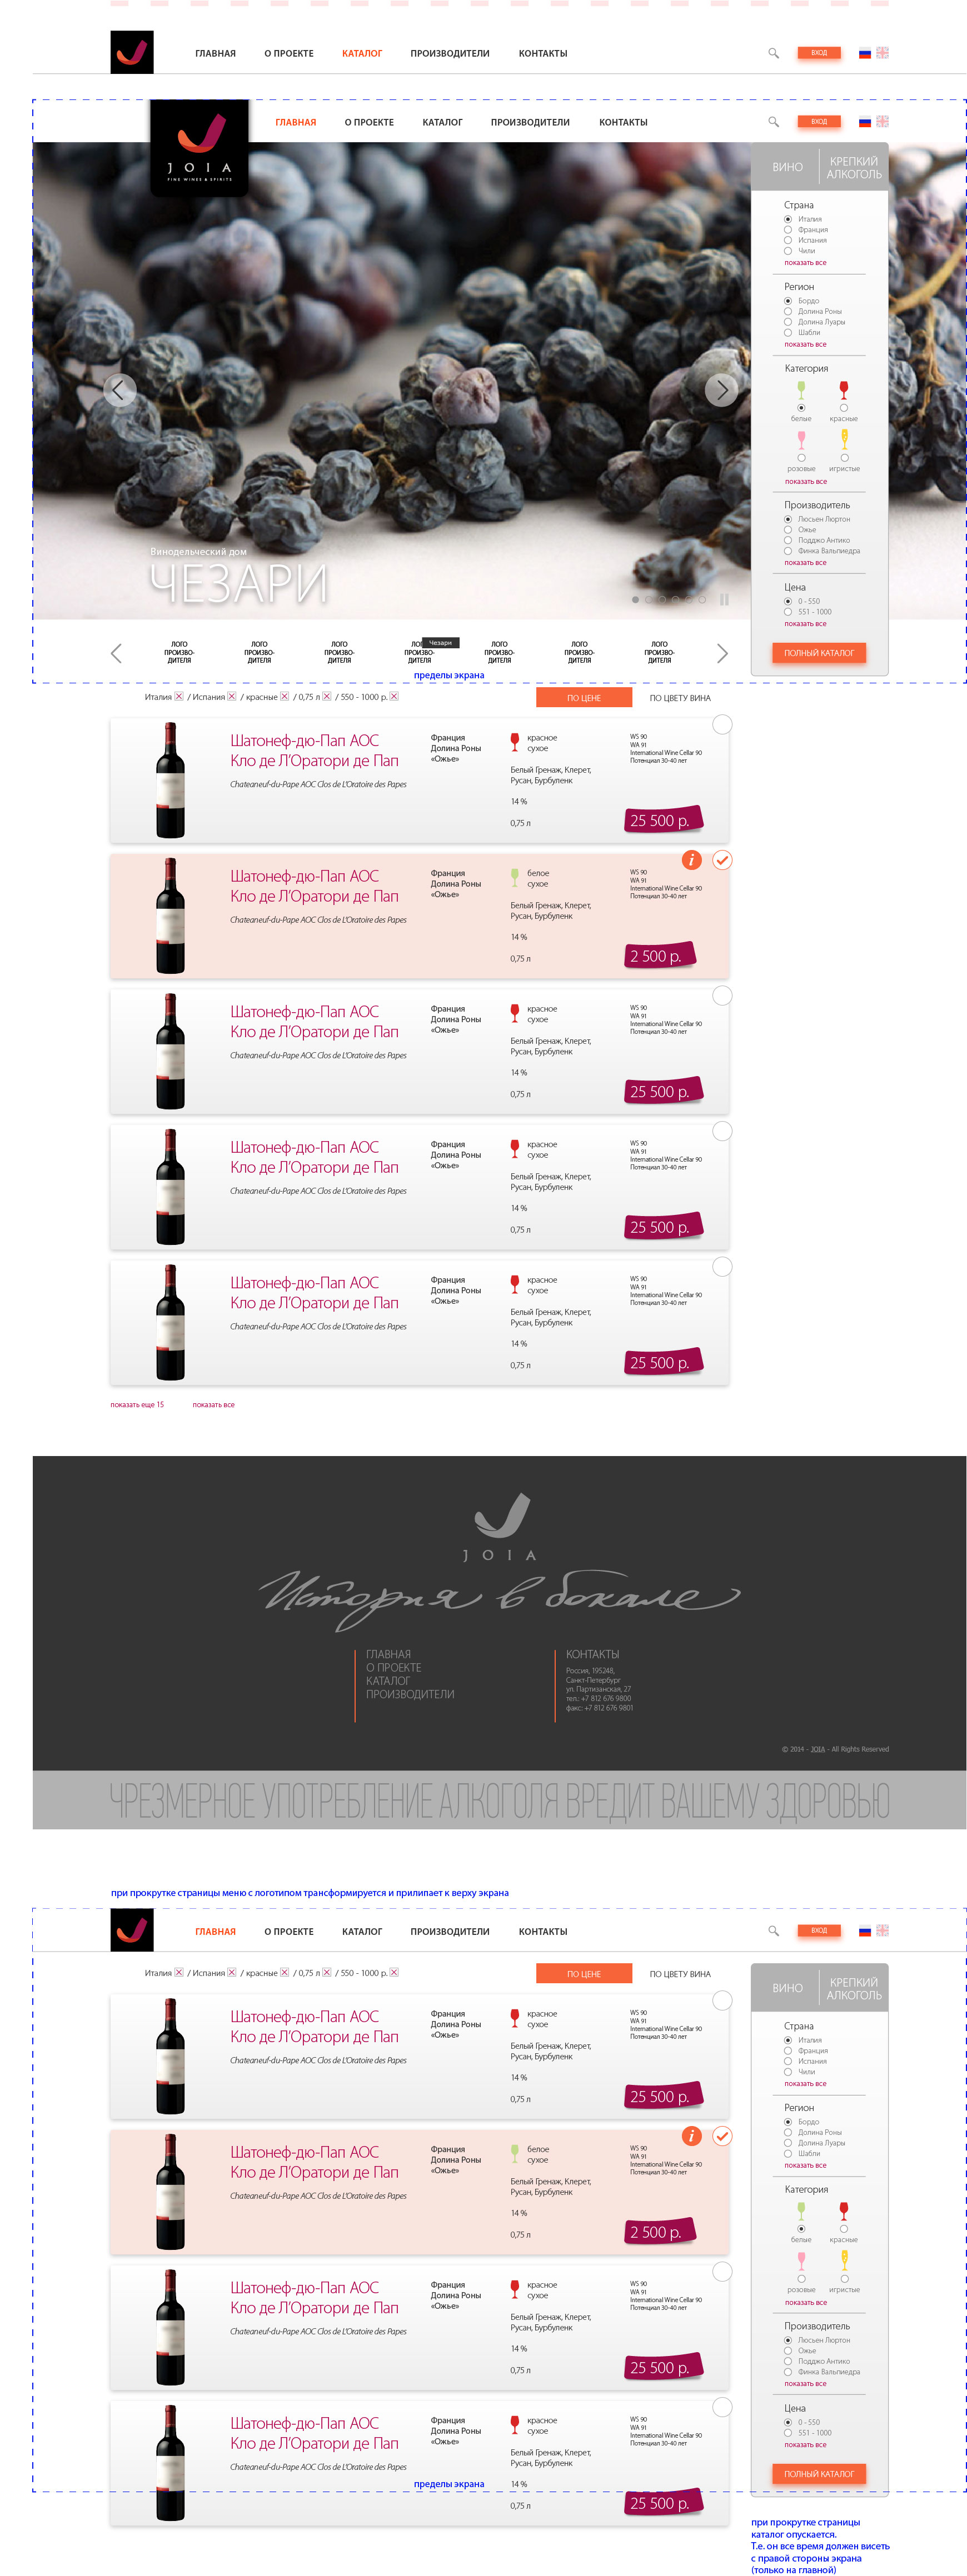 ГЛАВНАЯ О ПРОЕКТЕ КАТАЛОГ ПРОИЗВОДИТЕЛИ КОНТАКТЫ ВХОД
ГЛАВНАЯ О ПРОЕКТЕ КАТАЛОГ ПРОИЗВОДИТЕЛИ КОНТАКТЫ ВХОД
JOIA
FINE WINES & SPIRITS
ВИНО
КРЕПКИЙ
АЛКОГОЛЬ
Страна
Италия
Франция
Испания
Чили
показать все
Регион
Бордо
Долина Роны
Долина Луары
Шабли
показать все
Категория
белые красные
розовые игристые
показать все
Производитель
Люсьен Люртон
Ожье
Поджо Антико
Финка Вальпиедра
показать все
Цена
0 - 550
551 - 1000
показать все
ПОЛНЫЙ КАТАЛОГ
Винодельческий дом
ЧЕЗАРИ
ЛОГО ЛОГО ЛОГО ЛОГО ЛОГО ЛОГО ЛОГО
Чезари
ПРОИЗВО- ПРОИЗВО- ПРОИЗВО- ПРОИЗВО- ПРОИЗВО- ПРОИЗВО- ПРОИЗВО-
ДИТЕЛЯ ДИТЕЛЯ ДИТЕЛЯ ДИТЕЛЯ ДИТЕЛЯ ДИТЕЛЯ ДИТЕЛЯ
пределы экрана
Италия / Испания / красные / 0,75 л / 550 - 1000 р.
ПО ЦЕНЕ ПО ЦВЕТУ ВИНА
Шатонеф-дю-Пап АОС
Кло де Л'Оратори де Пап
Chateaneuf-du-Pape AOC Clos de L'Oratoire des Papes
Франция
Долина Роны
«Ожье»
красное
сухое
Белый Гренаж, Клерет,
Русан, Бурбуленк
14 %
0,75 л
WS 90
WA 91
International Wine Cellar 90
Потенциал 30-40 лет
25 500 р.
Шатонеф-дю-Пап АОС
Кло де Л'Оратори де Пап
Chateaneuf-du-Pape AOC Clos de L'Oratoire des Papes
Франция
Долина Роны
«Ожье»
белое
сухое
Белый Гренаж, Клерет,
Русан, Бурбуленк
14 %
0,75 л
WS 90
WA 91
International Wine Cellar 90
Потенциал 30-40 лет
i
2 500 р.
Шатонеф-дю-Пап АОС
Кло де Л'Оратори де Пап
Chateaneuf-du-Pape AOC Clos de L'Oratoire des Papes
Франция
Долина Роны
«Ожье»
красное
сухое
Белый Гренаж, Клерет,
Русан, Бурбуленк
14 %
0,75 л
WS 90
WA 91
International Wine Cellar 90
Потенциал 30-40 лет
25 500 р.
Шатонеф-дю-Пап АОС
Кло де Л'Оратори де Пап
Chateaneuf-du-Pape AOC Clos de L'Oratoire des Papes
Франция
Долина Роны
«Ожье»
красное
сухое
Белый Гренаж, Клерет,
Русан, Бурбуленк
14 %
0,75 л
WS 90
WA 91
International Wine Cellar 90
Потенциал 30-40 лет
25 500 р.
Шатонеф-дю-Пап АОС
Кло де Л'Оратори де Пап
Chateaneuf-du-Pape AOC Clos de L'Oratoire des Papes
Франция
Долина Роны
«Ожье»
красное
сухое
Белый Гренаж, Клерет,
Русан, Бурбуленк
14 %
0,75 л
WS 90
WA 91
International Wine Cellar 90
Потенциал 30-40 лет
25 500 р.
показать еще 15 показать все
JOIA
История в бокале
ГЛАВНАЯ
О ПРОЕКТЕ
КАТАЛОГ
ПРОИЗВОДИТЕЛИ
КОНТАКТЫ
Россия, 195248,
Санкт-Петербург
ул. Партизанская, 27
тел.: +7 812 676 9800
факс: +7 812 676 9801
© 2014 - JOIA - All Rights Reserved
ЧРЕЗМЕРНОЕ УПОТРЕБЛЕНИЕ АЛКОГОЛЯ ВРЕДИТ ВАШЕМУ ЗДОРОВЬЮ
при прокрутке страницы меню с логотипом трансформируется и прилипает к верху экрана
ГЛАВНАЯ О ПРОЕКТЕ КАТАЛОГ ПРОИЗВОДИТЕЛИ КОНТАКТЫ ВХОД
Италия / Испания / красные / 0,75 л / 550 - 1000 р.
ПО ЦЕНЕ ПО ЦВЕТУ ВИНА
Шатонеф-дю-Пап АОС
Кло де Л'Оратори де Пап
Chateaneuf-du-Pape AOC Clos de L'Oratoire des Papes
Франция
Долина Роны
«Ожье»
красное
сухое
Белый Гренаж, Клерет,
Русан, Бурбуленк
14 %
0,75 л
WS 90
WA 91
International Wine Cellar 90
Потенциал 30-40 лет
25 500 р.
Шатонеф-дю-Пап АОС
Кло де Л'Оратори де Пап
Chateaneuf-du-Pape AOC Clos de L'Oratoire des Papes
Франция
Долина Роны
«Ожье»
белое
сухое
Белый Гренаж, Клерет,
Русан, Бурбуленк
14 %
0,75 л
WS 90
WA 91
International Wine Cellar 90
Потенциал 30-40 лет
i
2 500 р.
Шатонеф-дю-Пап АОС
Кло де Л'Оратори де Пап
Chateaneuf-du-Pape AOC Clos de L'Oratoire des Papes
Франция
Долина Роны
«Ожье»
красное
сухое
Белый Гренаж, Клерет,
Русан, Бурбуленк
14 %
0,75 л
WS 90
WA 91
International Wine Cellar 90
Потенциал 30-40 лет
25 500 р.
Шатонеф-дю-Пап АОС
Кло де Л'Оратори де Пап
Chateaneuf-du-Pape AOC Clos de L'Oratoire des Papes
Франция
Долина Роны
«Ожье»
красное
сухое
Белый Гренаж, Клерет,
Русан, Бурбуленк
14 %
0,75 л
WS 90
WA 91
International Wine Cellar 90
Потенциал 30-40 лет
25 500 р.
пределы экрана
ВИНО
КРЕПКИЙ
АЛКОГОЛЬ
Страна
Италия
Франция
Испания
Чили
показать все
Регион
Бордо
Долина Роны
Долина Луары
Шабли
показать все
Категория
белые красные
розовые игристые
показать все
Производитель
Люсьен Люртон
Ожье
Поджо Антико
Финка Вальпиедра
показать все
Цена
0 - 550
551 - 1000
показать все
ПОЛНЫЙ КАТАЛОГ
при прокрутке страницы
каталог опускается.
Т.е. он все время должен висеть
с правой стороны экрана
(только на главной)